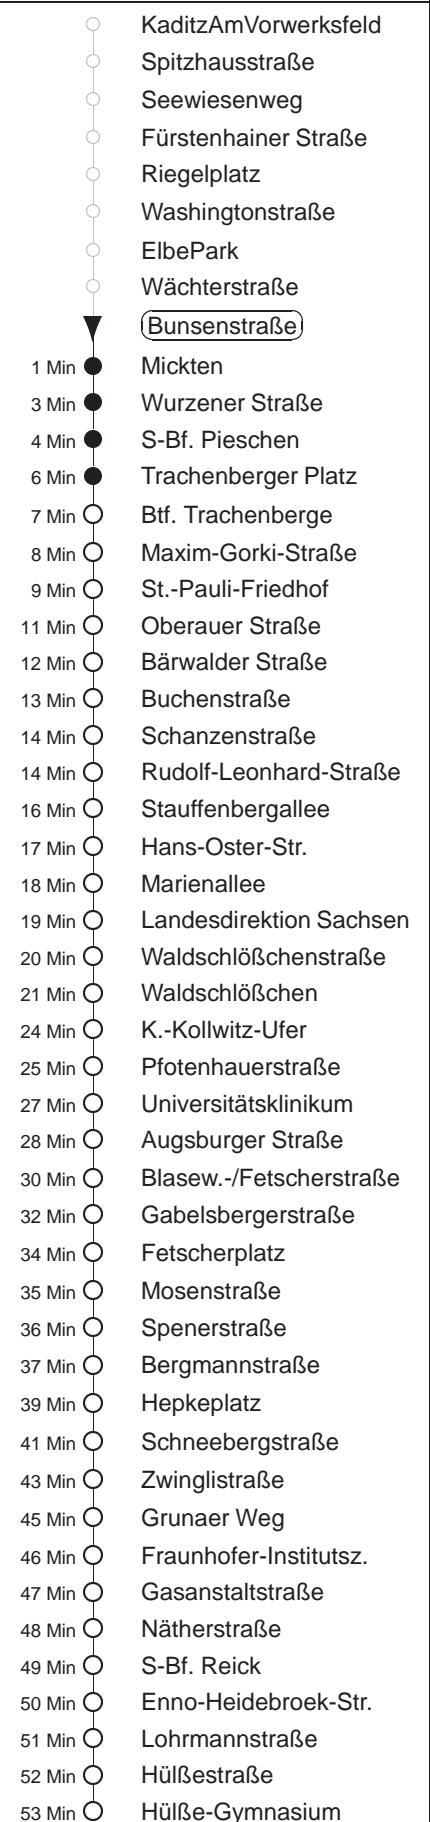 KaditzAmVorwerksfeld
Spitzhausstraße
Seewiesenweg
Fürstenhainer Straße
Riegelplatz
Washingtonstraße
ElbePark
Wächterstraße
Bunsenstraße
1 Min Mickten
3 Min Wurzener Straße
4 Min S-Bf. Pieschen
6 Min Trachenberger Platz
7 Min Btf. Trachenberge
8 Min Maxim-Gorki-Straße
9 Min St.-Pauli-Friedhof
11 Min Oberauer Straße
12 Min Bärwalder Straße
13 Min Buchenstraße
14 Min Schanzenstraße
14 Min Rudolf-Leonhard-Straße
16 Min Stauffenbergallee
17 Min Hans-Oster-Str.
18 Min Marienallee
19 Min Landesdirektion Sachsen
20 Min Waldschlößchenstraße
21 Min Waldschlößchen
24 Min K.-Kollwitz-Ufer
25 Min Pfotenhauerstraße
27 Min Universitätsklinikum
28 Min Augsburger Straße
30 Min Blasew.-/Fetscherstraße
32 Min Gabelsbergerstraße
34 Min Fetscherplatz
35 Min Mosenstraße
36 Min Spenerstraße
37 Min Bergmannstraße
39 Min Hepkeplatz
41 Min Schneebergstraße
43 Min Zwinglistraße
45 Min Grunaer Weg
46 Min Fraunhofer-Institutsz.
47 Min Gasanstaltstraße
48 Min Nätherstraße
49 Min S-Bf. Reick
50 Min Enno-Heidebroek-Str.
51 Min Lohrmannstraße
52 Min Hülßestraße
53 Min Hülße-Gymnasium